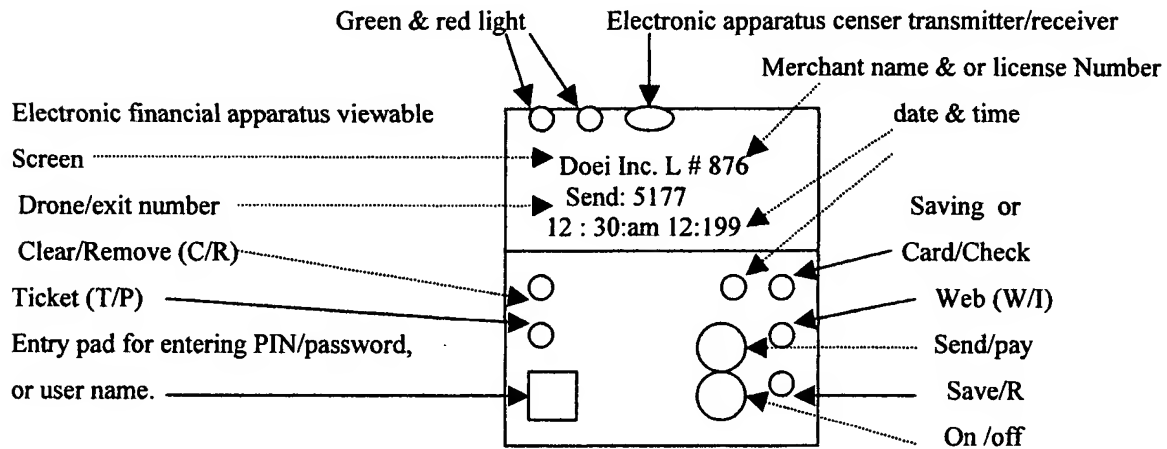 Green & red light
Electronic apparatus censer transmitter/receiver
Merchant name & or license Number
Electronic financial apparatus viewable
date & time
Screen
Doei Inc. L # 876
Send: 5177
Drone/exit number
12 : 30:am 12:199
Saving or
Clear/Remove (C/R)
Card/Check
Ticket (T/P)
Web (W/I)
Entry pad for entering PIN/password,
Send/pay
or user name.
Save/R
On /off